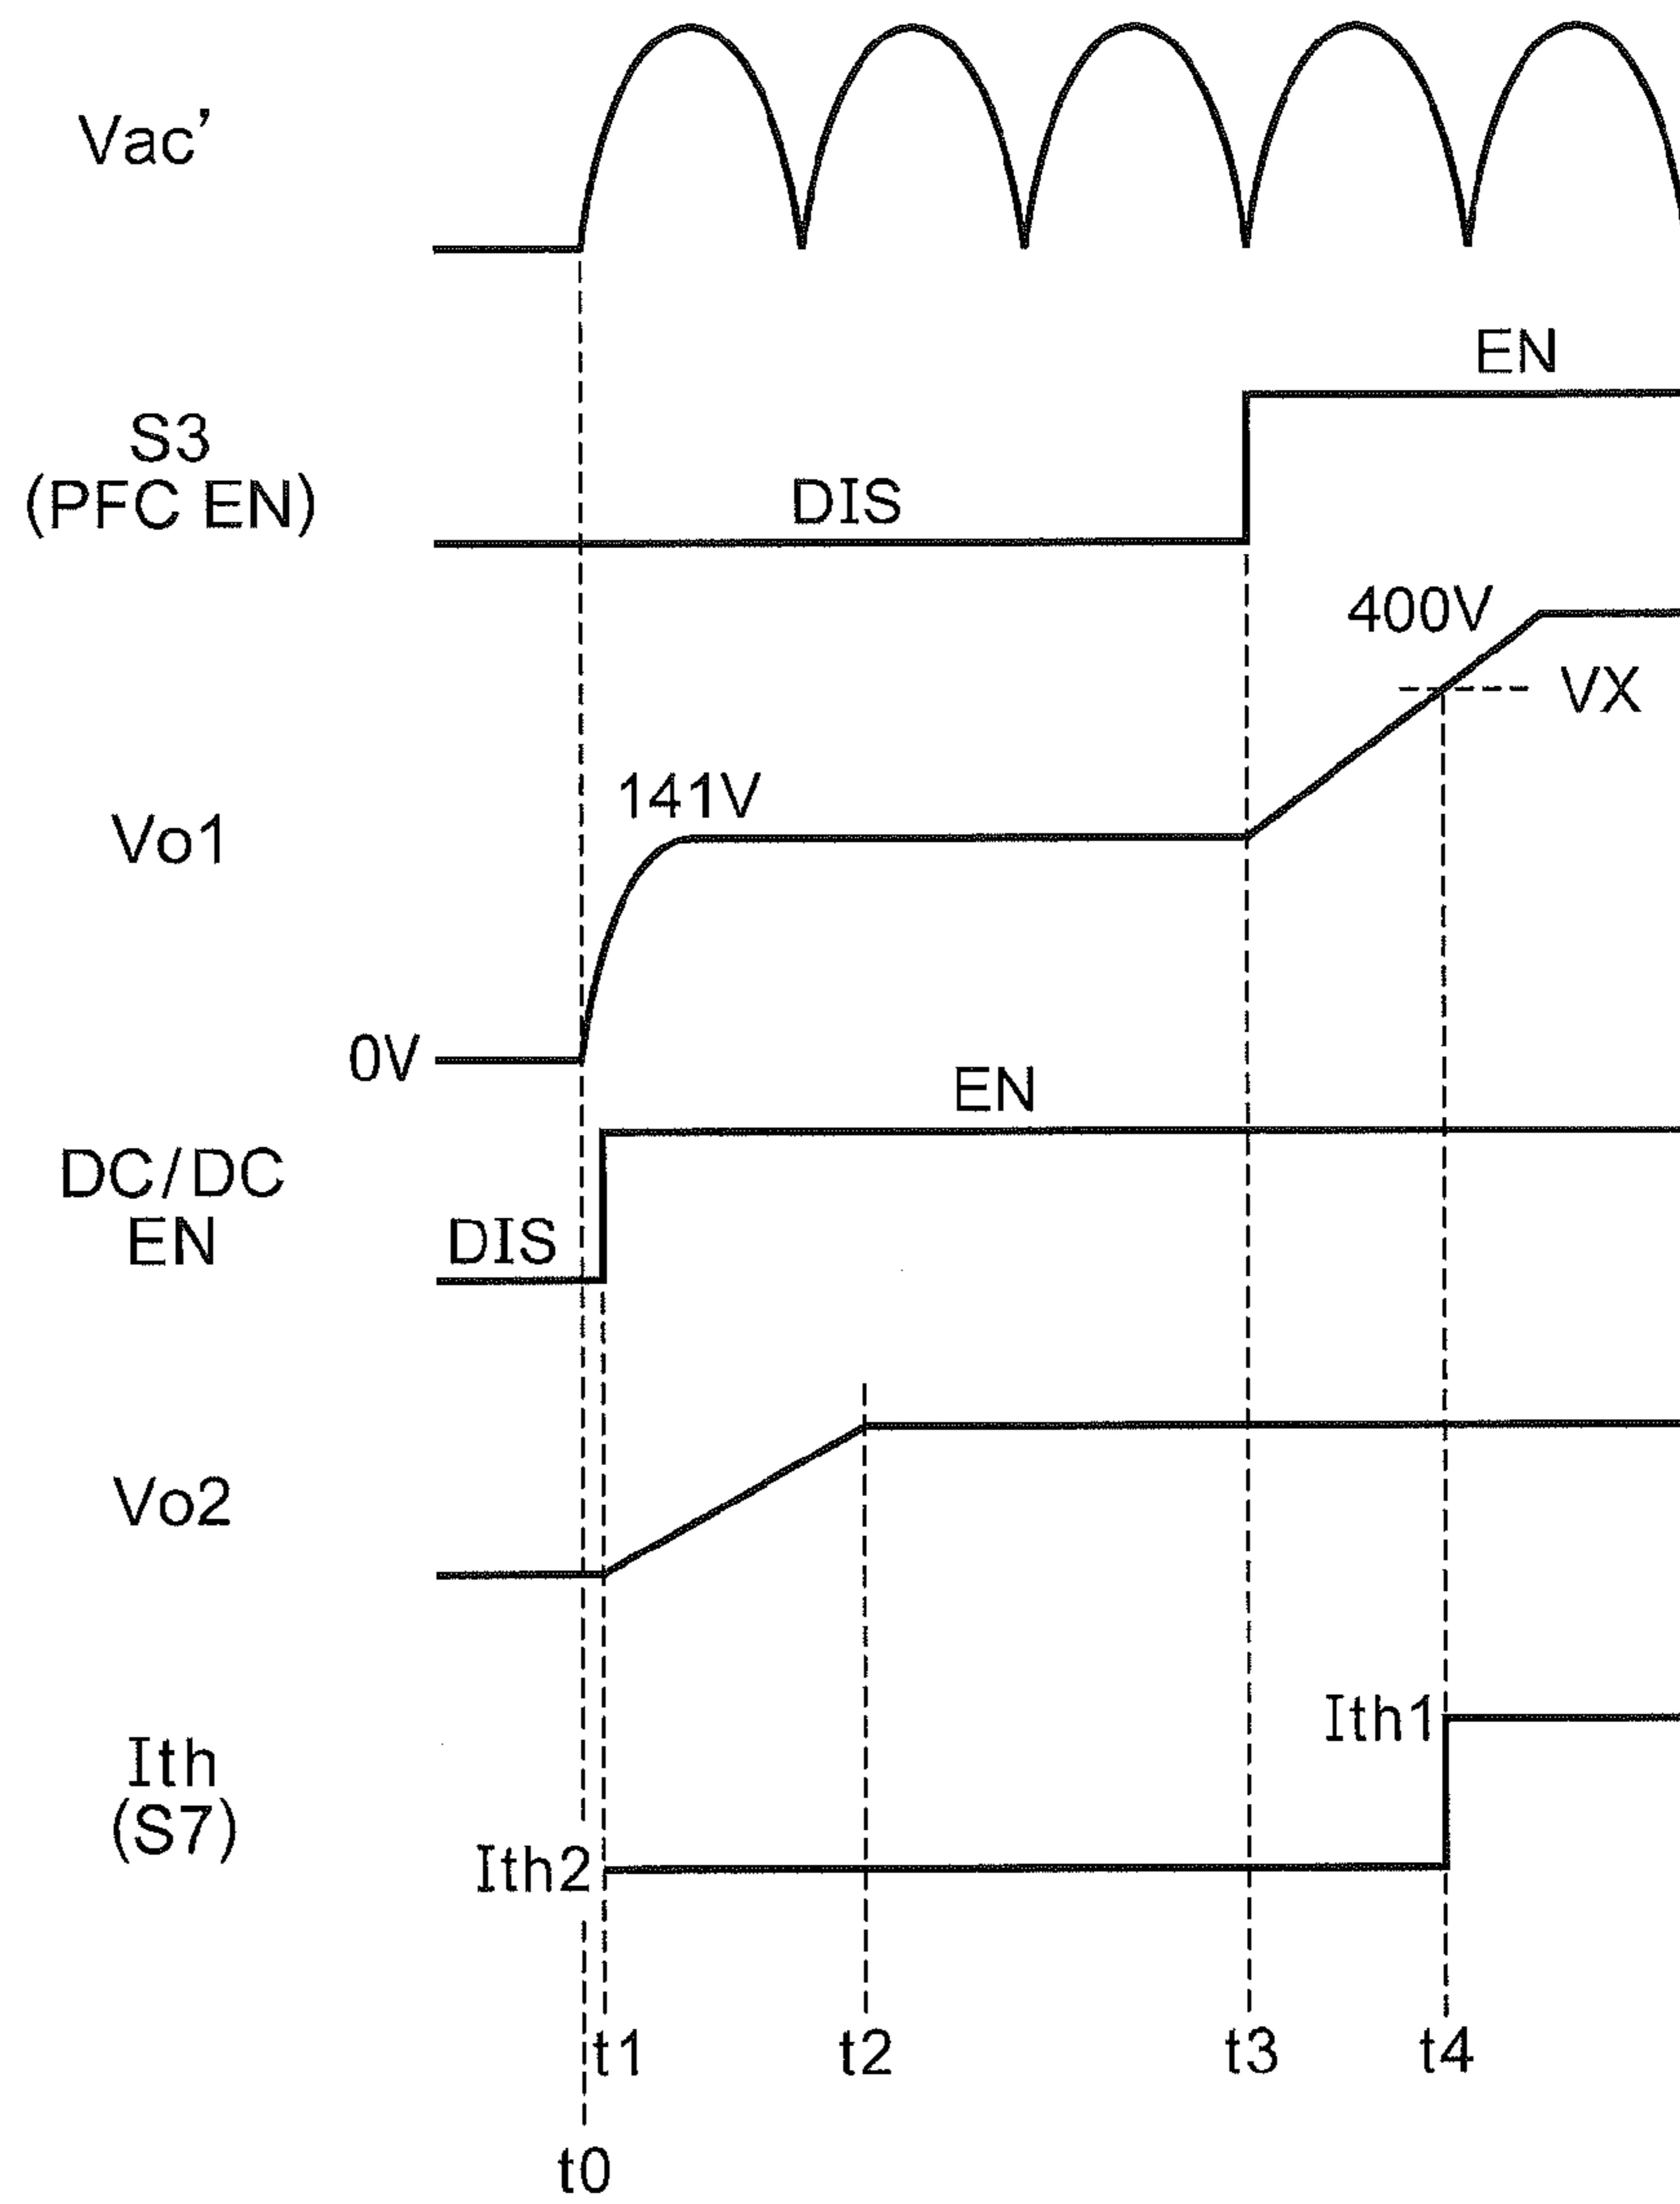 Vac’
EN
S3
(PFC EN)
DIS
400V
VX
141V
Vo1
0V
EN
DC/DC
EN
DIS
Vo2
Ith1
Ith
(S7)
Ith2
t1
t2
t3
t4
t0